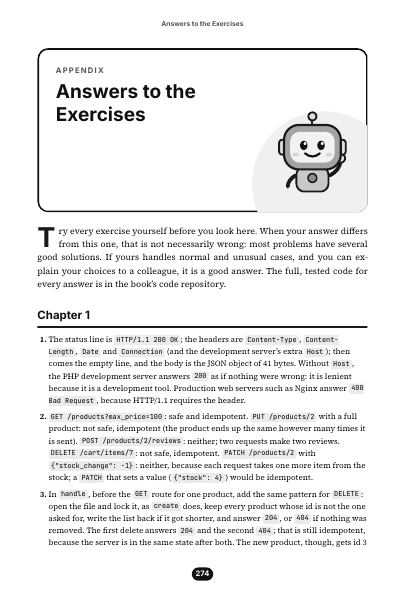 Answers to the Exercises
APPENDIX
Answers to the
Exercises
Try every exercise yourself before you look here. When your answer differs
from this one, that is not necessarily wrong: most problems have several
good solutions. If yours handles normal and unusual cases, and you can ex-
plain your choices to a colleague, it is a good answer. The full, tested code for
every answer is in the book's code repository.
Chapter 1
1. The status line is HTTP/1.1 200 OK; the headers are Content-Type, Content-
Length, Date and Connection (and the development server's extra Host); then
comes the empty line, and the body is the JSON object of 41 bytes. Without Host,
the PHP development server answers 200 as if nothing were wrong: it is lenient
because it is a development tool. Production web servers such as Nginx answer 400
Bad Request, because HTTP/1.1 requires the header.
2. GET /products?max_price=100: safe and idempotent. PUT /products/2 with a full
product: not safe, idempotent (the product ends up the same however many times it
is sent). POST /products/2/reviews: neither; two requests make two reviews.
DELETE /cart/items/7: not safe, idempotent. PATCH /products/2 with
{"stock_change": -1}: neither, because each request takes one more item from the
stock; a PATCH that sets a value ({"stock": 4}) would be idempotent.
3. In handle, before the GET route for one product, add the same pattern for DELETE:
open the file and lock it, as create does, keep every product whose id is not the one
asked for, write the list back if it got shorter, and answer 204, or 404 if nothing was
removed. The first delete answers 204 and the second 404; that is still idempotent,
because the server is in the same state after both. The new product, though, gets id 3
274